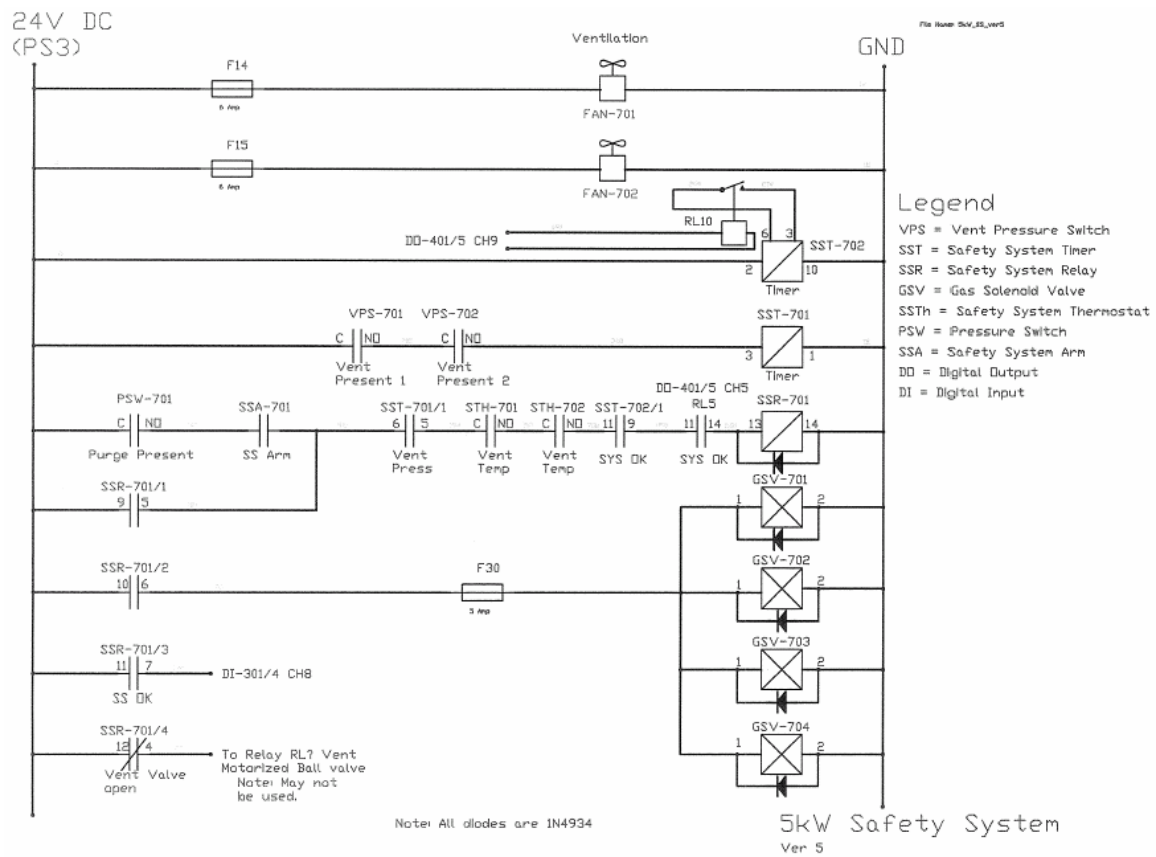 24V DC
(PS3)
File Name: 5kW_SS_ver5
Ventilation
GND
F14
6 Amp
FAN-701
F15
6 Amp
FAN-702
Legend
VPS = Vent Pressure Switch
SST = Safety System Timer
SSR = Safety System Relay
GSV = Gas Solenoid Valve
SSTh = Safety System Thermostat
PSW = Pressure Switch
SSA = Safety System Arm
DO = Digital Output
DI = Digital Input
RL10
DO-401/5 CH9
6 3
SST-702
2 10
Timer
VPS-701 VPS-702 SST-701
C NO C NO 3 1
Vent Present 1
Vent Present 2
Timer
DO-401/5 CH5
PSW-701 SSA-701 SST-701/1 STH-701 STH-702 SST-702/1 RL5 SSR-701
C NO 6 5 C NO C NO 11 9 11 14 13 14
Purge Present SS Arm Vent Press Vent Temp Vent Temp SYS OK SYS OK
SSR-701/1
9 5
GSV-701
1 2
SSR-701/2
10 6
F30
5 Amp
GSV-702
1 2
SSR-701/3
11 7
DI-301/4 CH8
SS OK
GSV-703
1 2
SSR-701/4
12 4
Vent Valve
open
To Relay RL? Vent
Motorized Ball valve
Note: May not
be used.
GSV-704
1 2
Note: All diodes are 1N4934
5kW Safety System
Ver 5